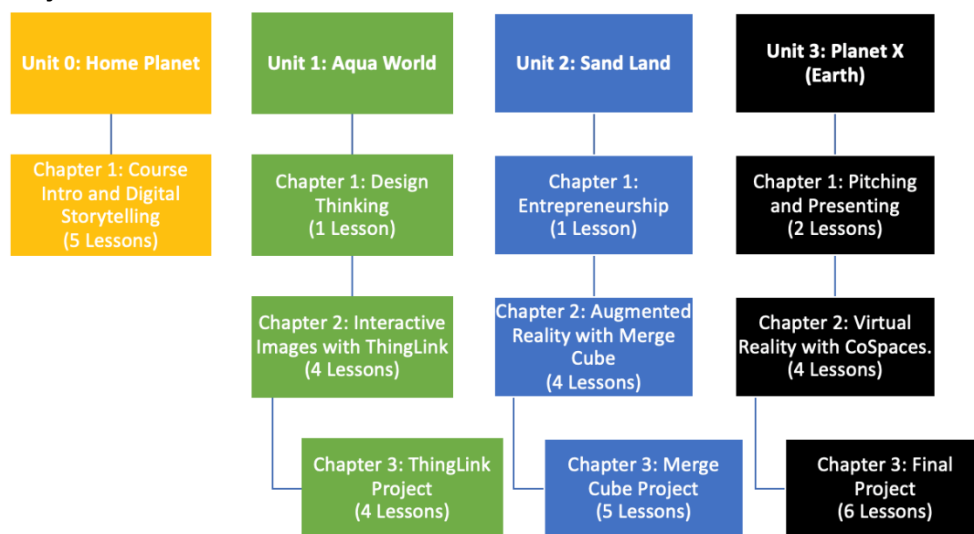 Unit 0: Home Planet
Chapter 1: Course
Intro and Digital
Storytelling
(5 Lessons)
Unit 1: Aqua World
Chapter 1: Design
Thinking
(1 Lesson)
Chapter 2: Interactive
Images with ThingLink
(4 Lessons)
Chapter 3: ThingLink
Project
(4 Lessons)
Unit 2: Sand Land
Chapter 1:
Entrepreneurship
(1 Lesson)
Chapter 2: Augmented
Reality with Merge
Cube
(4 Lessons)
Chapter 3: Merge
Cube Project
(5 Lessons)
Unit 3: Planet X
(Earth)
Chapter 1: Pitching
and Presenting
(2 Lessons)
Chapter 2: Virtual
Reality with CoSpaces.
(4 Lessons)
Chapter 3: Final
Project
(6 Lessons)